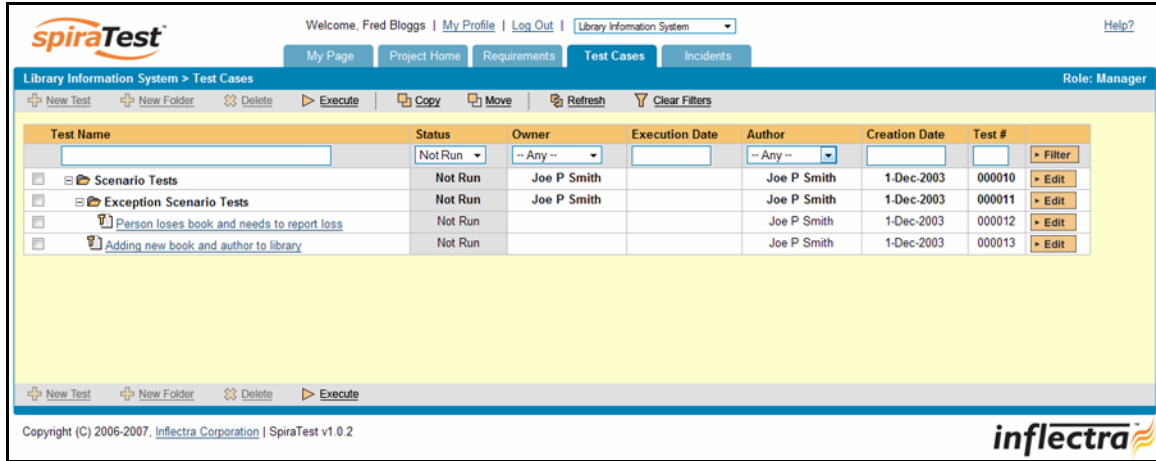 spiraTest
Welcome, Fred Bloggs | My Profile | Log Out | Library Information System
Help?
My Page Project Home Requirements Test Cases Incidents
Library Information System > Test Cases
Role: Manager
New Test New Folder Delete Execute Copy Move Refresh Clear Filters
Test Name Status Owner Execution Date Author Creation Date Test #
Not Run -- Any -- -- Any -- Filter
Scenario Tests Not Run Joe P Smith Joe P Smith 1-Dec-2003 000010 Edit
Exception Scenario Tests Not Run Joe P Smith Joe P Smith 1-Dec-2003 000011 Edit
Person loses book and needs to report loss Not Run Joe P Smith 1-Dec-2003 000012 Edit
Adding new book and author to library Not Run Joe P Smith 1-Dec-2003 000013 Edit
New Test New Folder Delete Execute
Copyright (C) 2006-2007, Inflectra Corporation | SpiraTest v1.0.2
inflectra